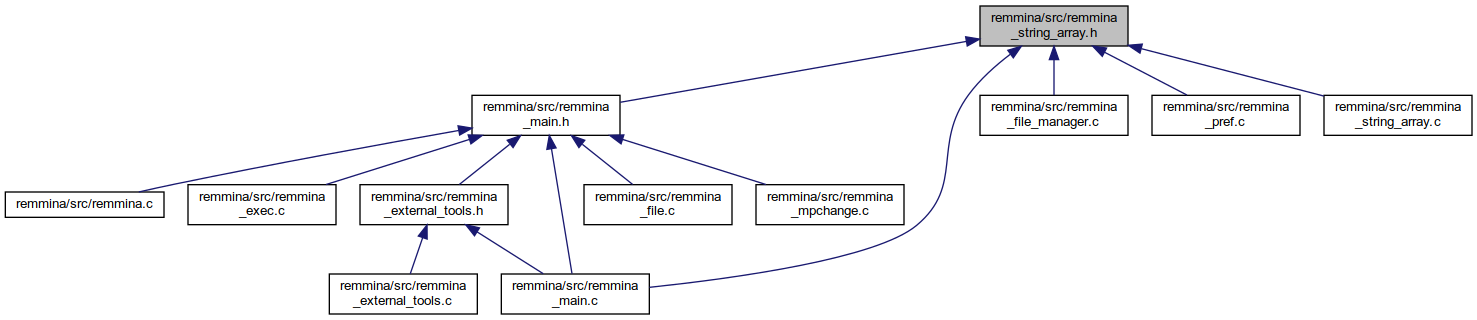 remmina/src/remmina
_string_array.h
remmina/src/remmina
_main.h
remmina/src/remmina
_file_manager.c
remmina/src/remmina
_pref.c
remmina/src/remmina
_string_array.c
remmina/src/remmina.c
remmina/src/remmina
_exec.c
remmina/src/remmina
_external_tools.h
remmina/src/remmina
_file.c
remmina/src/remmina
_mpchange.c
remmina/src/remmina
_external_tools.c
remmina/src/remmina
_main.c